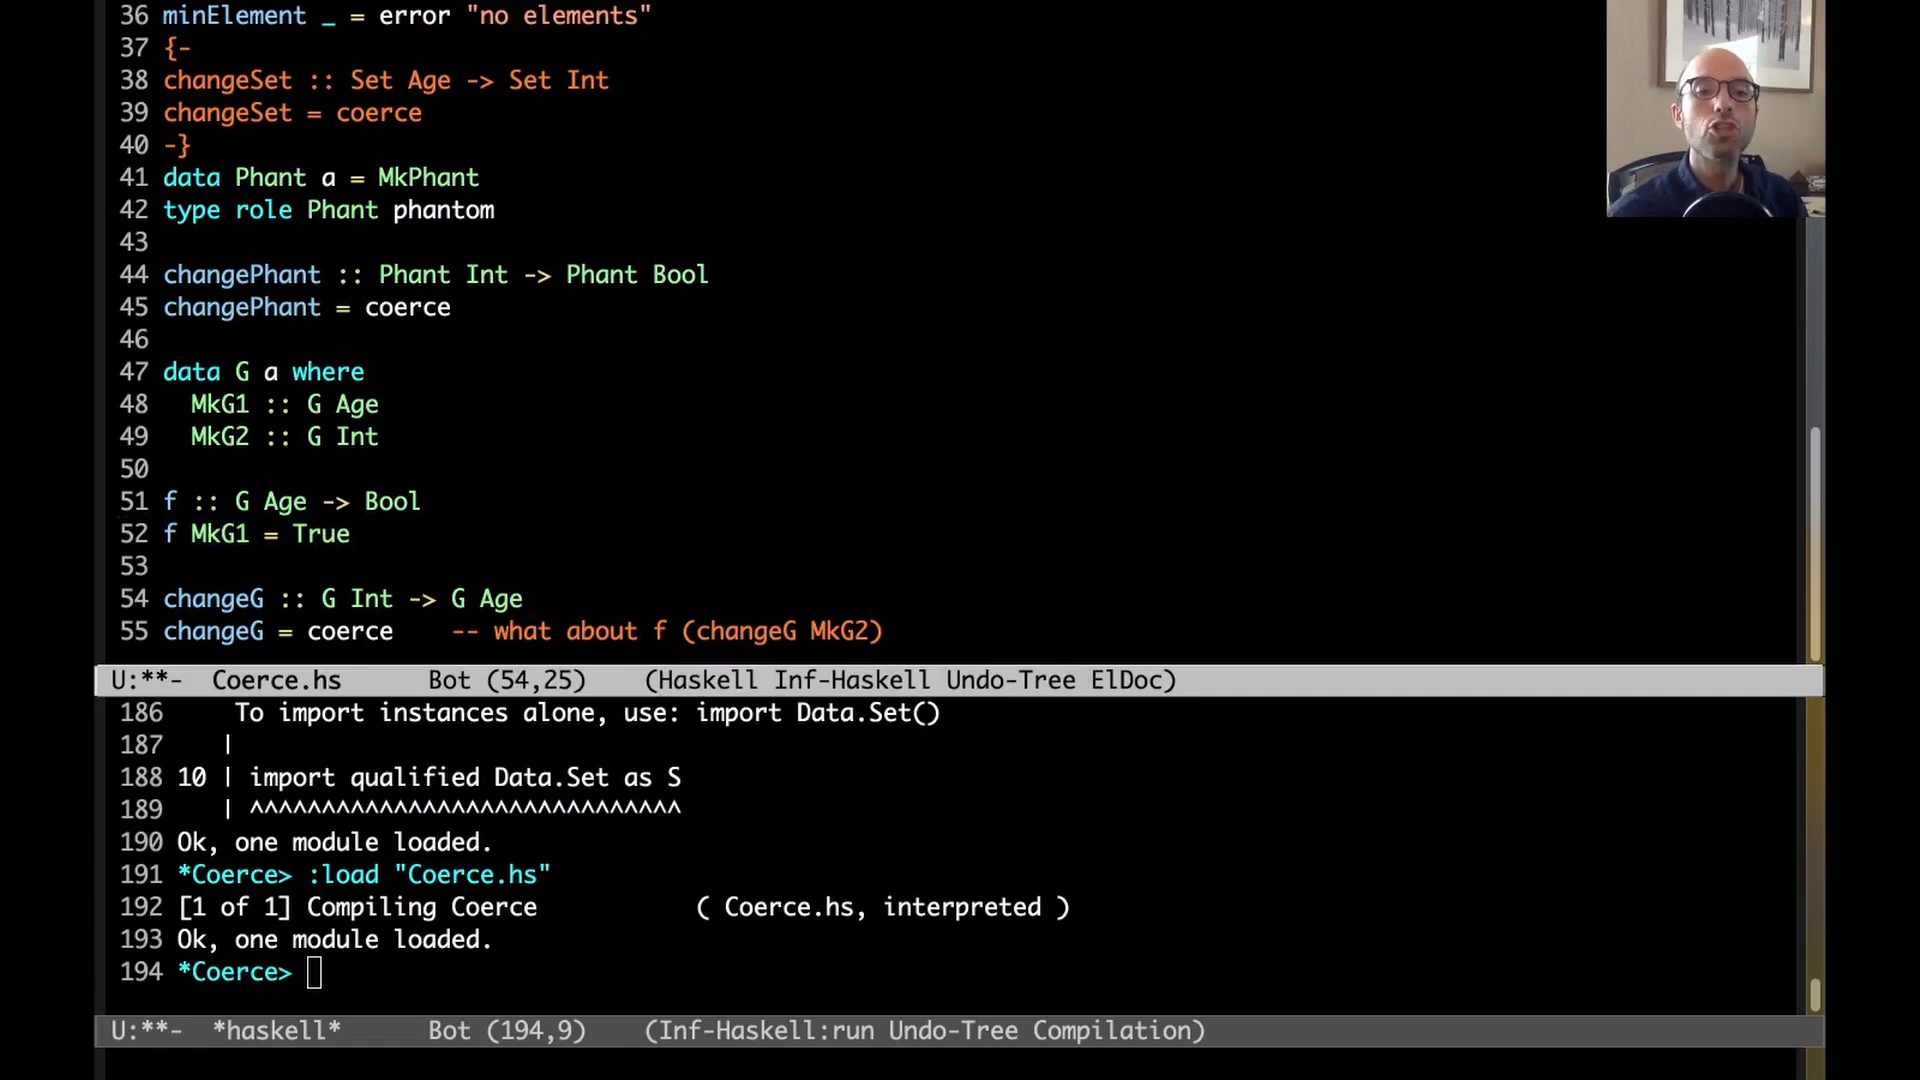 36 minElement _ = error "no elements"
37 {-
38 changeSet :: Set Age -> Set Int
39 changeSet = coerce
40 -}
41 data Phant a = MkPhant
42 type role Phant phantom
43
44 changePhant :: Phant Int -> Phant Bool
45 changePhant = coerce
46
47 data G a where
48   MkG1 :: G Age
49   MkG2 :: G Int
50
51 f :: G Age -> Bool
52 f MkG1 = True
53
54 changeG :: G Int -> G Age
55 changeG = coerce    -- what about f (changeG MkG2)
U:**-  Coerce.hs      Bot (54,25)    (Haskell Inf-Haskell Undo-Tree ElDoc)
186     To import instances alone, use: import Data.Set()
187    |
188 10 | import qualified Data.Set as S
189    | ^^^^^^^^^^^^^^^^^^^^^^^^^^^^^^
190 Ok, one module loaded.
191 *Coerce> :load "Coerce.hs"
192 [1 of 1] Compiling Coerce           ( Coerce.hs, interpreted )
193 Ok, one module loaded.
194 *Coerce>
U:**-  *haskell*      Bot (194,9)    (Inf-Haskell:run Undo-Tree Compilation)